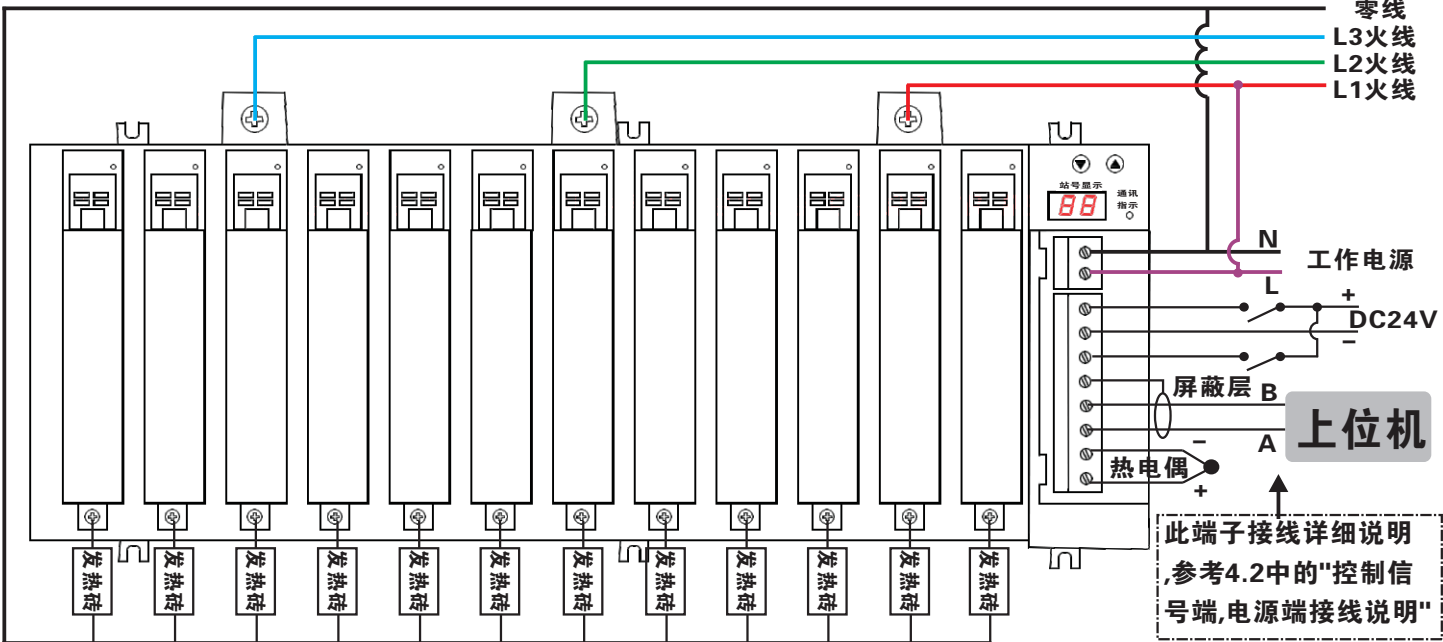 零线
L3火线
L2火线
L1火线
站号显示
通讯
指示
88
N
工作电源
L
+
DC24V
−
屏蔽层
B
A
上位机
−
热电偶
+
此端子接线详细说明
,参考4.2中的"控制信
号端,电源端接线说明"
发热砖
发热砖
发热砖
发热砖
发热砖
发热砖
发热砖
发热砖
发热砖
发热砖
发热砖
发热砖